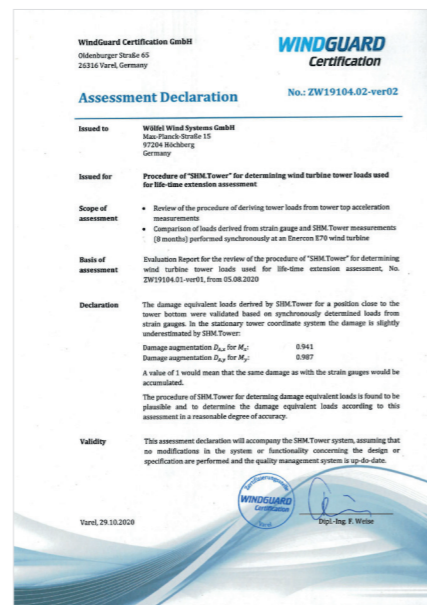 WindGuard Certification GmbH
Oldenburger Straße 65
26316 Varel, Germany
WINDGUARD
Certification
Assessment Declaration
No.: ZW19104.02-ver02
Issued to
Wölfel Wind Systems GmbH
Max-Planck-Straße 15
97204 Höchberg
Germany
Issued for
Procedure of "SHM.Tower" for determining wind turbine tower loads used
for life-time extension assessment
Scope of
assessment
• Review of the procedure of deriving tower loads from tower top acceleration
measurements
• Comparison of loads derived from strain gauge and SHM.Tower measurements
(8 months) performed synchronously at an Enercon E70 wind turbine
Basis of
assessment
Evaluation Report for the review of the procedure of "SHM.Tower" for determining
wind turbine tower loads used for life-time extension assessment, No.
ZW19104.01-ver01, from 05.08.2020
Declaration
The damage equivalent loads derived by SHM.Tower for a position close to the
tower bottom were validated based on synchronously determined loads from
strain gauges. In the stationary tower coordinate system the damage is slightly
underestimated by SHM.Tower:
Damage augmentation for Mx: 0.941
Damage augmentation for My: 0.987
A value of 1 would mean that the same damage as with the strain gauges would be
accumulated.
The procedure of SHM.Tower for determing damage equivalent loads is found to be
plausible and to determine the damage equivalent loads according to this
assessment in a reasonable degree of accuracy.
Validity
This assessment declaration will accompany the SHM.Tower system, assuming that
no modifications in the system or functionality concerning the design or
specification are performed and the quality management system is up-do-date.
WINDGUARD
Certification
Varel
Varel, 29.10.2020
Dipl.-Ing. F. Weise